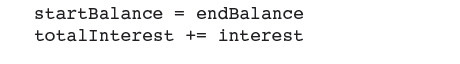 startBalance = endBalance
totalInterest += interest